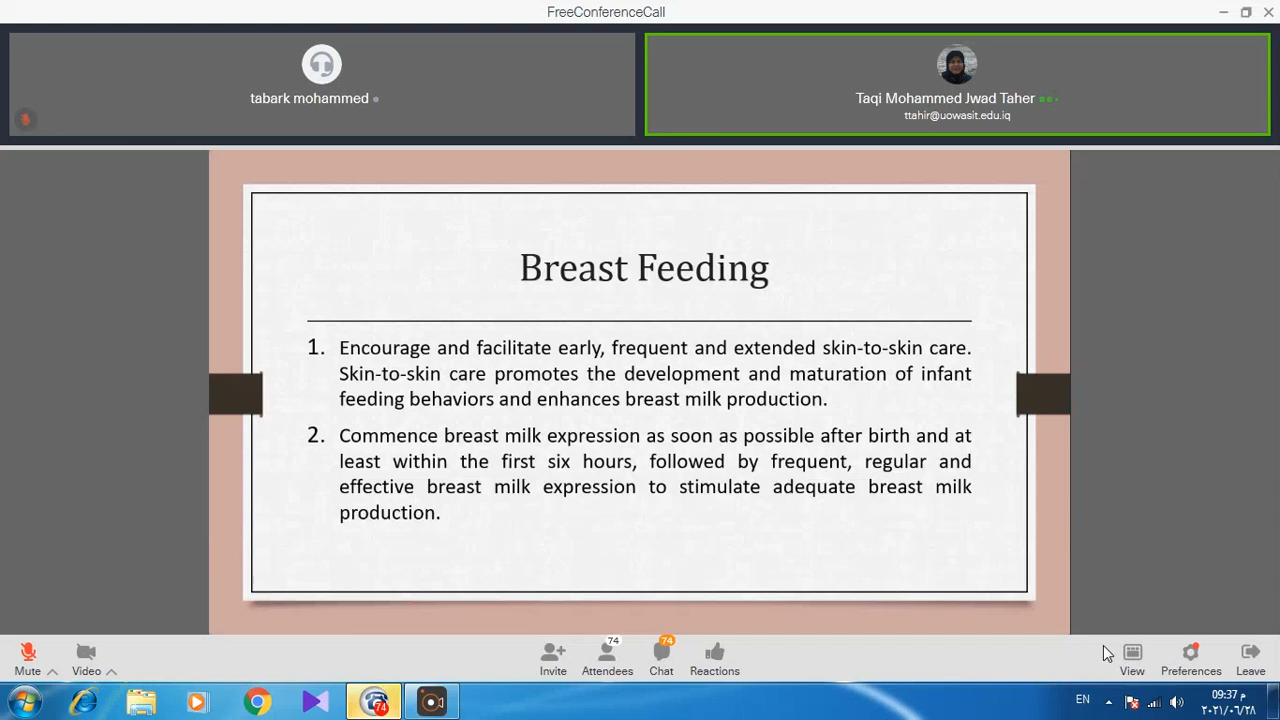 FreeConferenceCall
tabark mohammed
Taqi Mohammed Jwad Taher
ttahir@uowasit.edu.iq
Breast Feeding
1. Encourage and facilitate early, frequent and extended skin-to-skin care.
Skin-to-skin care promotes the development and maturation of infant
feeding behaviors and enhances breast milk production.
2. Commence breast milk expression as soon as possible after birth and at
least within the first six hours, followed by frequent, regular and
effective breast milk expression to stimulate adequate breast milk
production.
74
74
Mute
Video
Invite
Attendees
Chat
Reactions
View
Preferences
Leave
74
EN
09:37 م
٢٠٢١/٠٦/٢٨